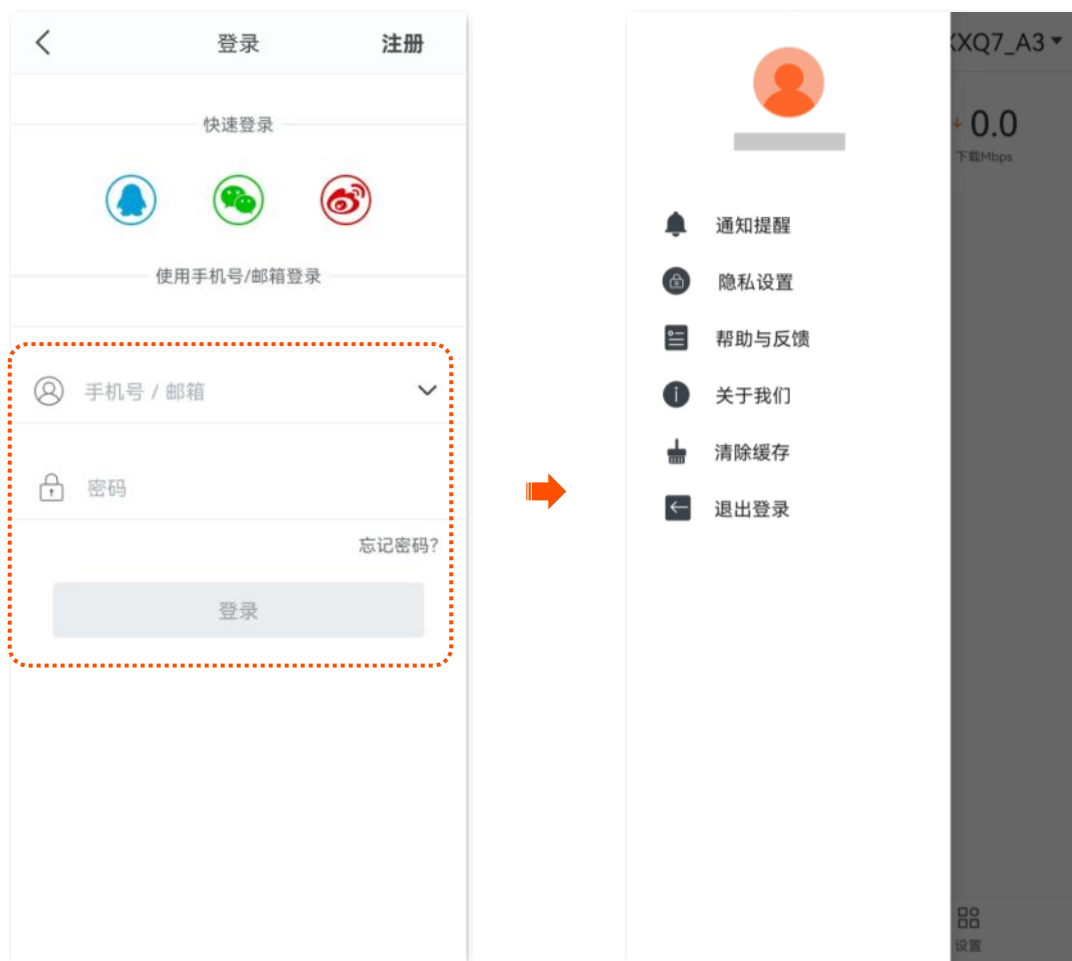 登录
注册
快速登录
使用手机号/邮箱登录
手机号 / 邮箱
密码
忘记密码?
登录
XXQ7_A3
0.0
下载Mbps
通知提醒
隐私设置
帮助与反馈
关于我们
清除缓存
退出登录
设置